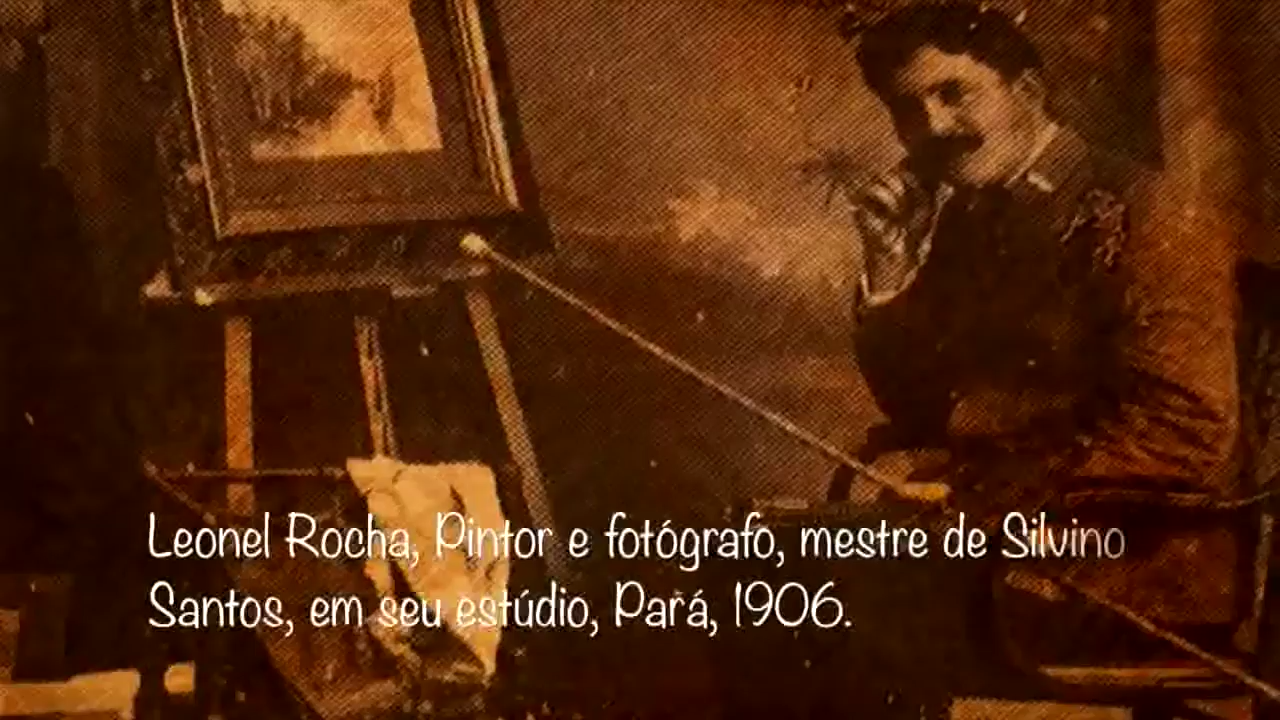 Leonel Rocha, Pintor e fotógrafo, mestre de Silvino
Santos, em seu estúdio, Pará, 1906.